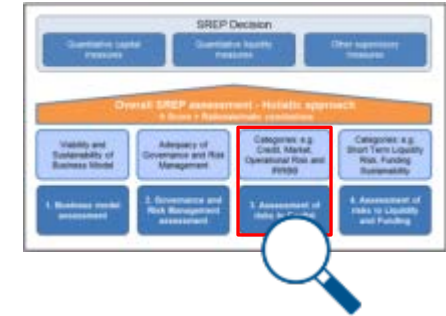 SREP Decision
Quantitative capital
measures
Quantitative liquidity
measures
Other supervisory
measures
Overall SREP assessment - Holistic approach
Viability and
Sustainability of
Business Model
Adequacy of
Governance and Risk
Management
Categories: e.g.
Credit, Market,
Operational Risk and
IRRBB
Categories: e.g.
Short Term Liquidity
Risk, Funding
Sustainability
1. Business model
assessment
2. Governance and
Risk Management
assessment
3. Assessment of
risks to Capital
4. Assessment of
risks to Liquidity
and Funding